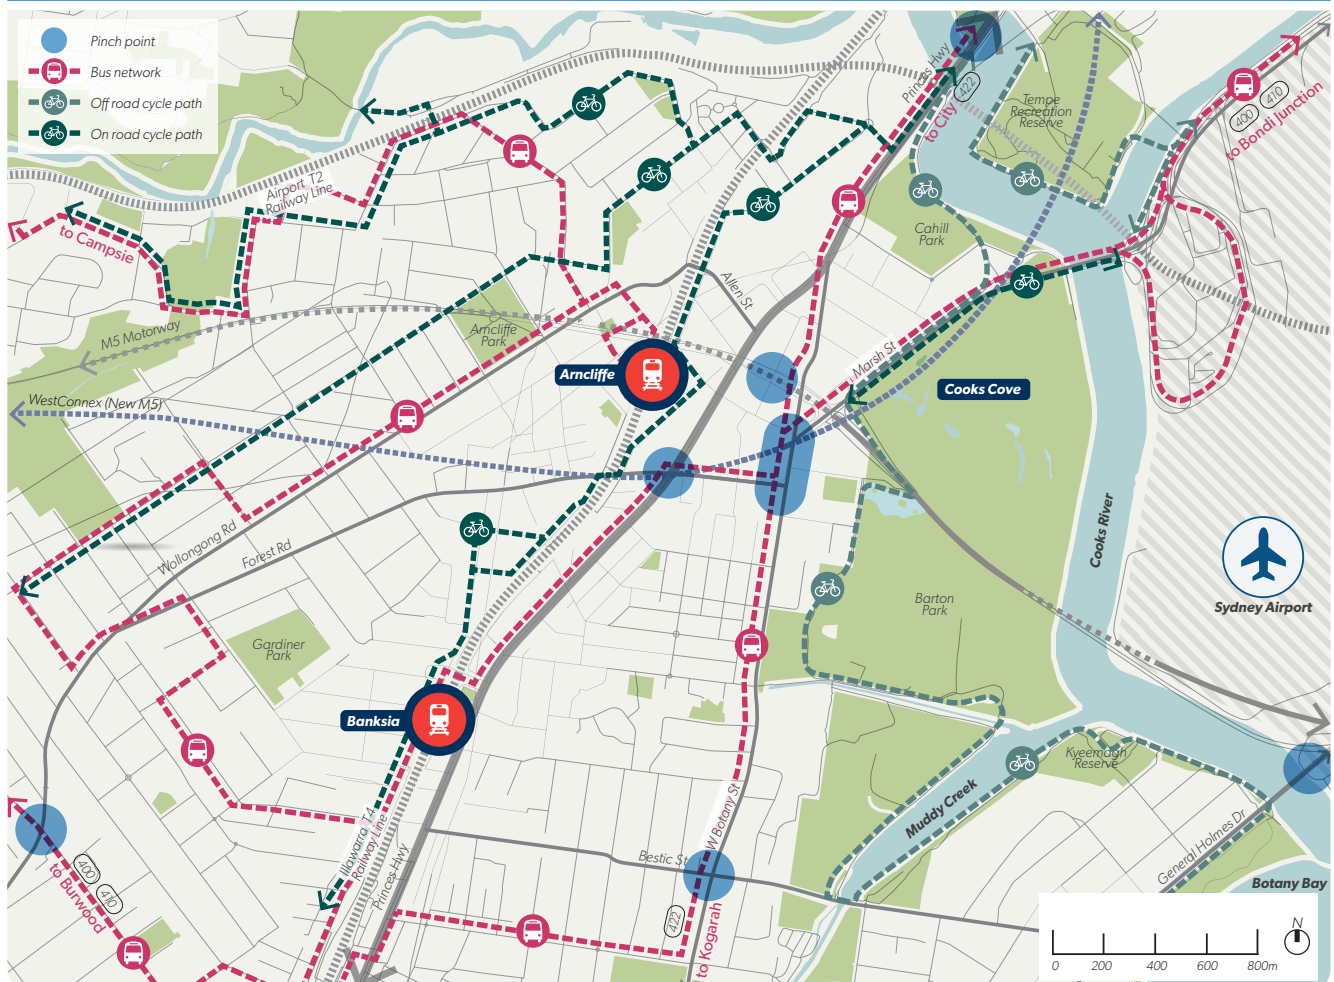 Pinch point
Bus network
Off road cycle path
On road cycle path
Princes Hwy
to City
422
Tempe
Recreation
Reserve
400
410
to Bondi Junction
Airport T2
Railway Line
to Campsie
Cahill
Park
Allen St
M5 Motorway
Arncliffe
Park
Arncliffe
Marsh St
Cooks Cove
WestConnex (New M5)
Wollongong Rd
Forest Rd
Cooks River
Sydney Airport
Barton
Park
Gardiner
Park
Banksia
Kyeemagh
Reserve
Muddy Creek
General Holmes Dr
W Botany St
Bestic St
Illawarra T4
Railway Line
Princes Hwy
400
410
to Burwood
422
to Kogarah
Botany Bay
N
0 200 400 600 800m